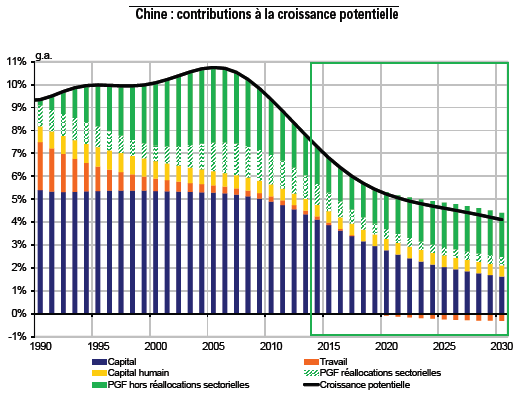 Chine : contributions à la croissance potentielle
g.a.
11%
10%
9%
8%
7%
6%
5%
4%
3%
2%
1%
0%
-1%
1990 1995 2000 2005 2010 2015 2020 2025 2030
Capital Travail
Capital humain PGF réallocations sectorielles
PGF hors réallocations sectorielles Croissance potentielle